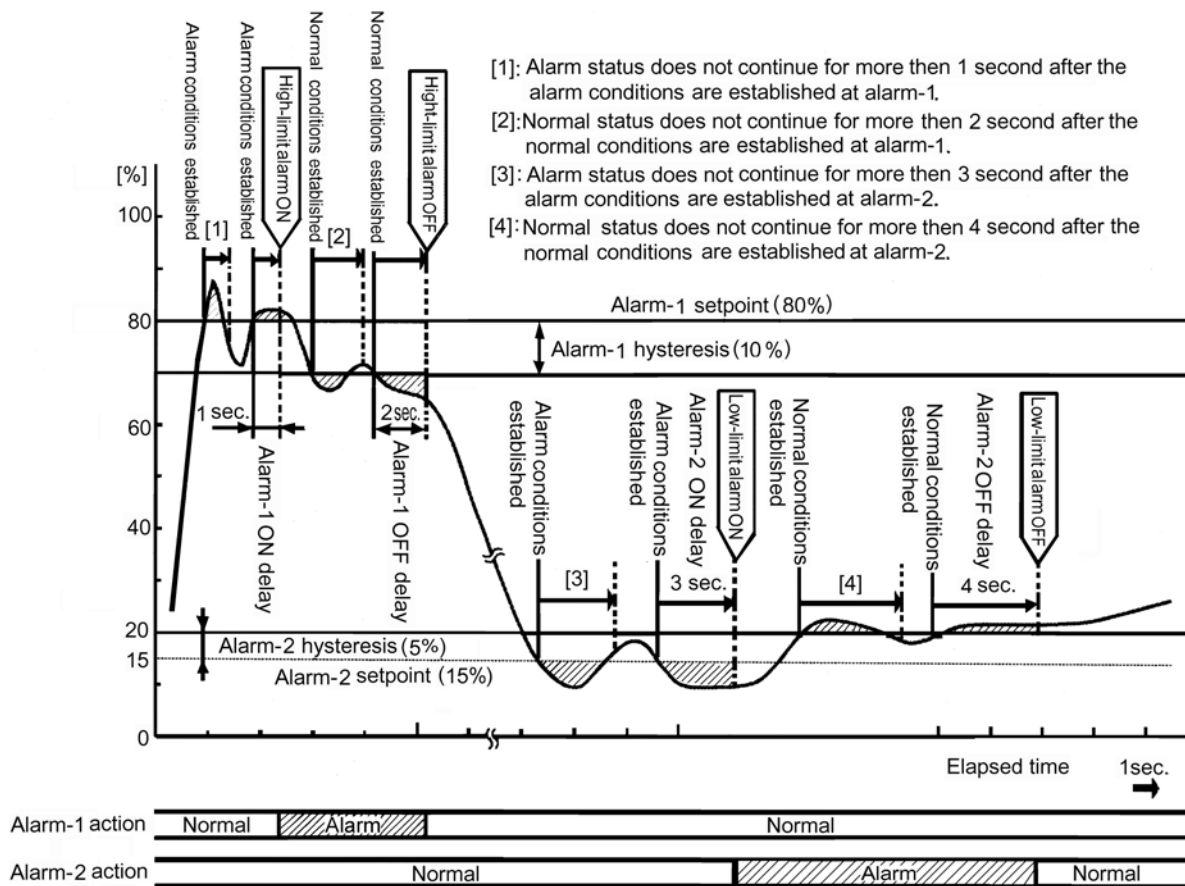 Alarm conditions established
Alarm conditions established
High-limit alarm ON
Normal conditions established
Normal conditions established
Hight-limit alarm OFF
[1]: Alarm status does not continue for more then 1 second after the
alarm conditions are established at alarm-1.
[2]: Normal status does not continue for more then 2 second after the
normal conditions are established at alarm-1.
[3]: Alarm status does not continue for more then 3 second after the
alarm conditions are established at alarm-2.
[4]: Normal status does not continue for more then 4 second after the
normal conditions are established at alarm-2.
[%]
100
[1]
[2]
Alarm-1 setpoint (80%)
80
Alarm-1 hysteresis (10%)
1 sec.
2 sec.
60
Alarm-1 ON delay
Alarm-1 OFF delay
Alarm conditions
established
Alarm conditions
established
Alarm-2 ON delay
Low-limit alarm ON
Normal conditions
established
Normal conditions
established
Alarm-2 OFF delay
Low-limit alarm OFF
40
[3]
3 sec.
[4]
4 sec.
20
Alarm-2 hysteresis (5%)
15
Alarm-2 setpoint (15%)
0
Elapsed time
1sec.
Alarm-1 action
Normal
Alarm
Normal
Alarm-2 action
Normal
Alarm
Normal